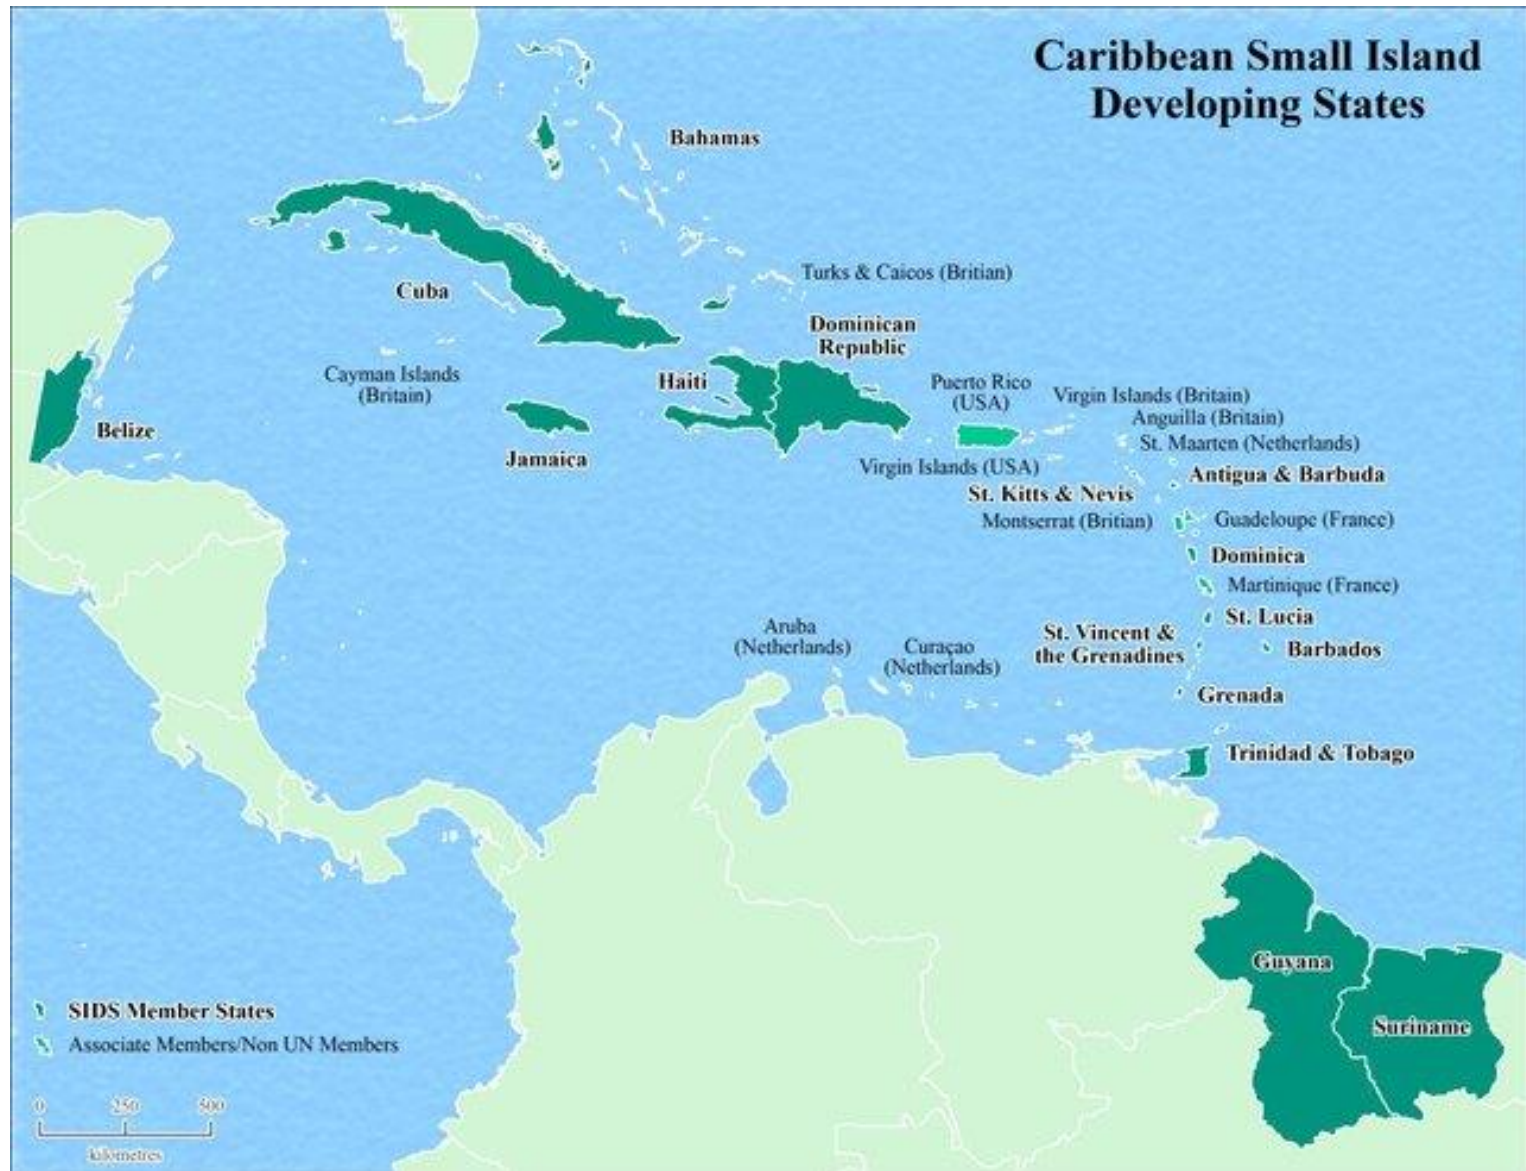 Caribbean Small Island
Developing States
Bahamas
Turks & Caicos (Britian)
Cuba
Dominican
Republic
Cayman Islands
(Britain)
Haiti
Puerto Rico
(USA)
Virgin Islands (Britain)
Anguilla (Britain)
Belize
St. Maarten (Netherlands)
Jamaica
Virgin Islands (USA)
Antigua & Barbuda
St. Kitts & Nevis
Montserrat (Britian)
Guadeloupe (France)
Dominica
Martinique (France)
St. Lucia
Aruba
(Netherlands)
Curaçao
(Netherlands)
St. Vincent &
the Grenadines
Barbados
Grenada
Trinidad & Tobago
Guyana
Suriname
SIDS Member States
Associate Members/Non UN Members
0 250 500
kilometres